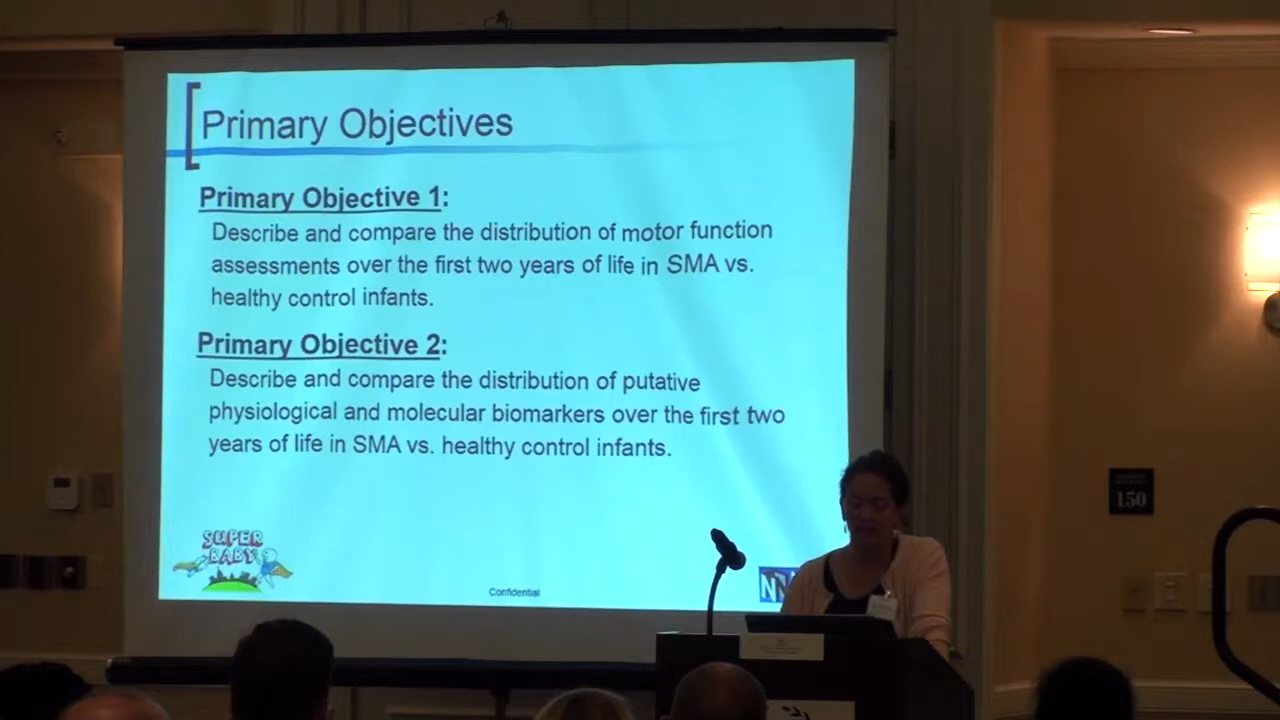 Primary Objectives
Primary Objective 1:
Describe and compare the distribution of motor function
assessments over the first two years of life in SMA vs.
healthy control infants.
Primary Objective 2:
Describe and compare the distribution of putative
physiological and molecular biomarkers over the first two
years of life in SMA vs. healthy control infants.
SUPER
BABY
Confidential
NN
150